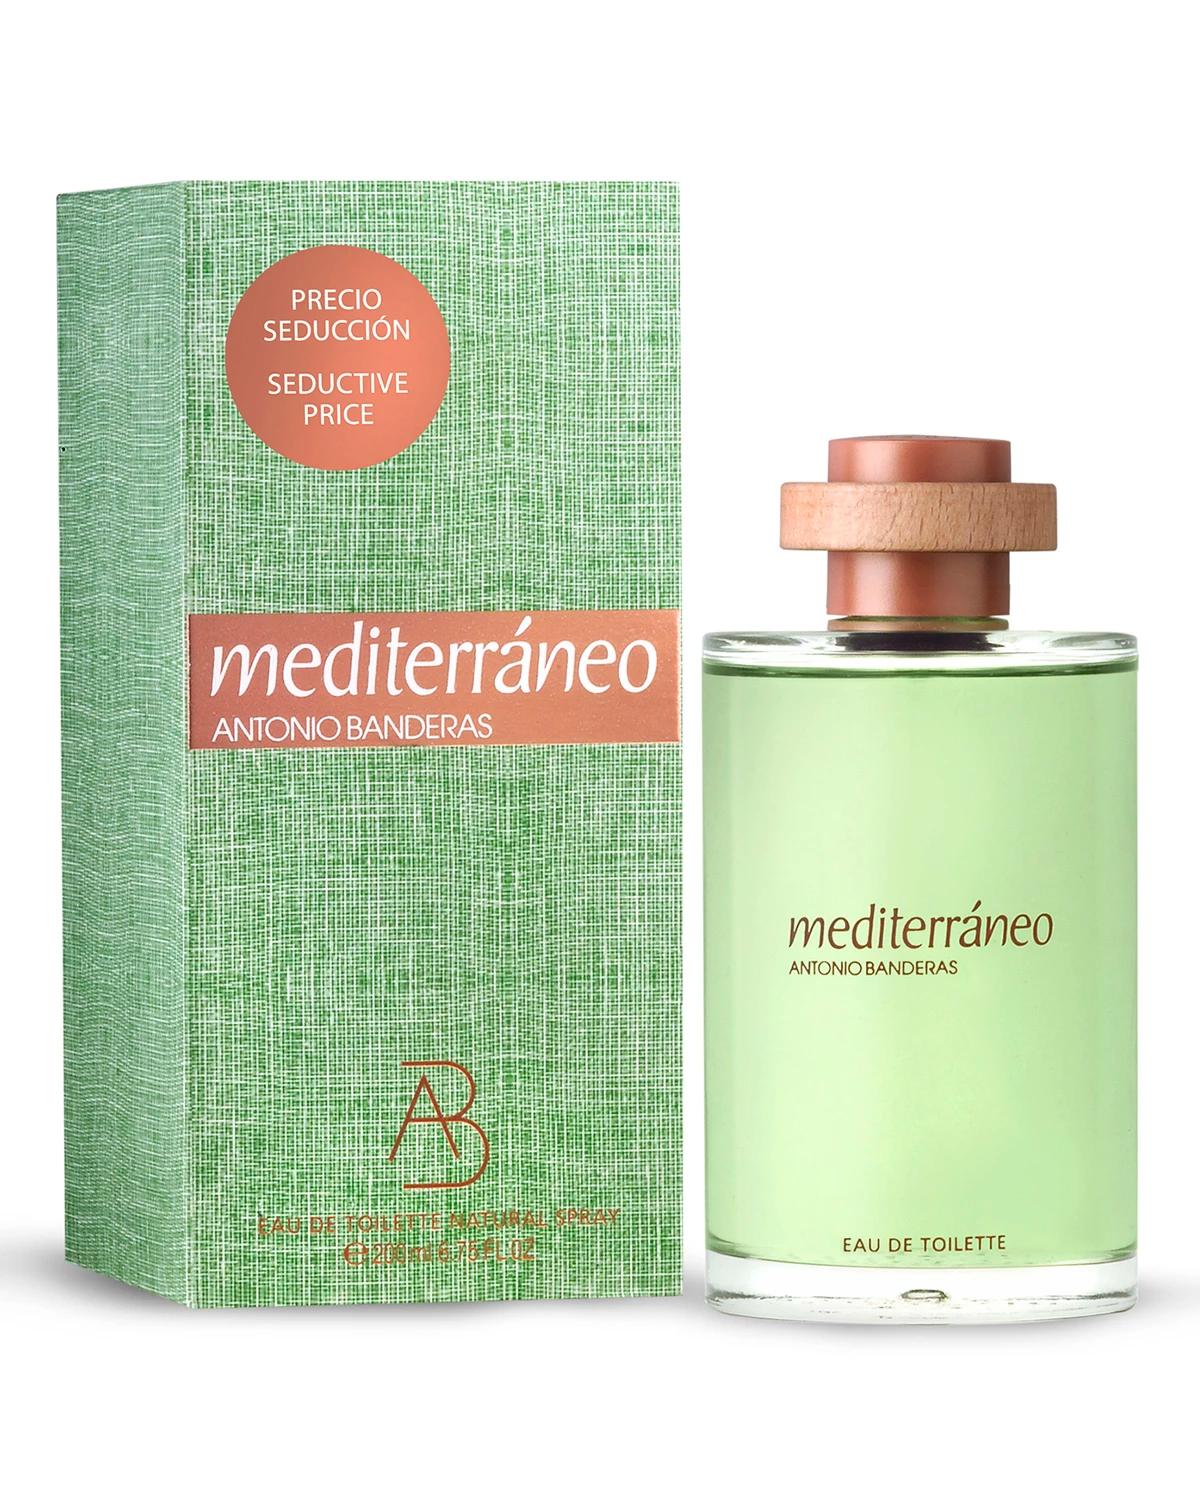 PRECIO
SEDUCCIÓN
SEDUCTIVE
PRICE
mediterráneo
ANTONIO BANDERAS
AB
EAU DE TOILETTE NATURAL SPRAY
℮ 200 ml 6.75 FL.OZ
mediterráneo
ANTONIO BANDERAS
EAU DE TOILETTE